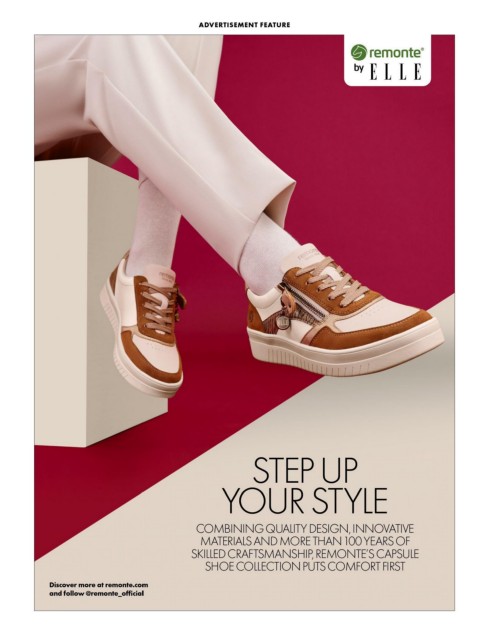 ADVERTISEMENT FEATURE
remonte®
by ELLE
STEP UP
YOUR STYLE
COMBINING QUALITY DESIGN, INNOVATIVE
MATERIALS AND MORE THAN 100 YEARS OF
SKILLED CRAFTSMANSHIP, REMONTE'S CAPSULE
SHOE COLLECTION PUTS COMFORT FIRST
Discover more at remonte.com
and follow @remonte_official